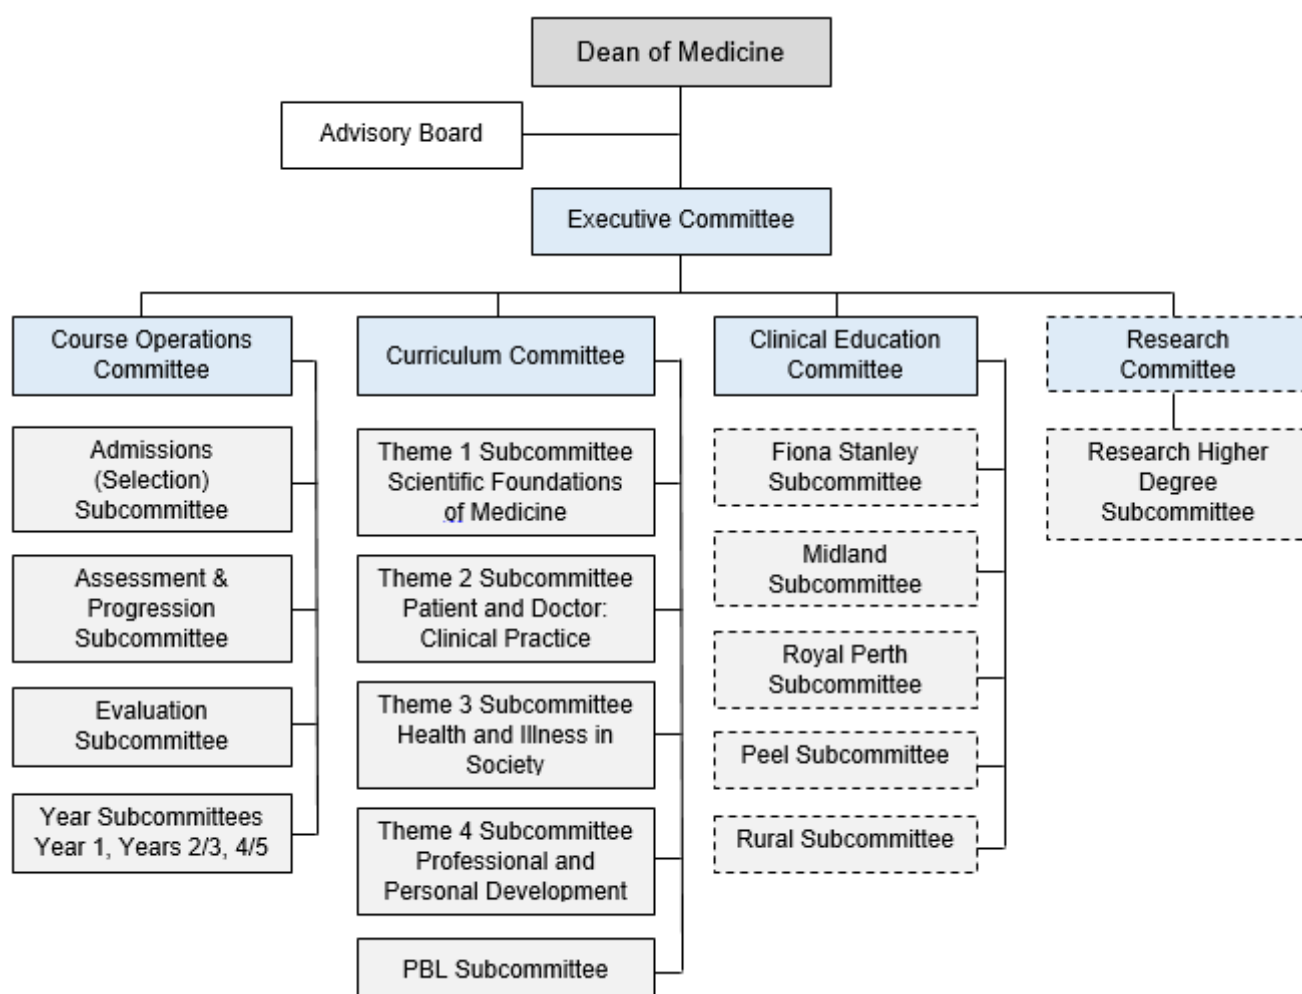 Dean of Medicine
Advisory Board
Executive Committee
Course Operations
Committee
Curriculum Committee
Clinical Education
Committee
Research
Committee
Admissions
(Selection)
Subcommittee
Assessment &
Progression
Subcommittee
Evaluation
Subcommittee
Year Subcommittees
Year 1, Years 2/3, 4/5
Theme 1 Subcommittee
Scientific Foundations
of Medicine
Theme 2 Subcommittee
Patient and Doctor:
Clinical Practice
Theme 3 Subcommittee
Health and Illness in
Society
Theme 4 Subcommittee
Professional and
Personal Development
PBL Subcommittee
Fiona Stanley
Subcommittee
Midland
Subcommittee
Royal Perth
Subcommittee
Peel Subcommittee
Rural Subcommittee
Research Higher
Degree
Subcommittee